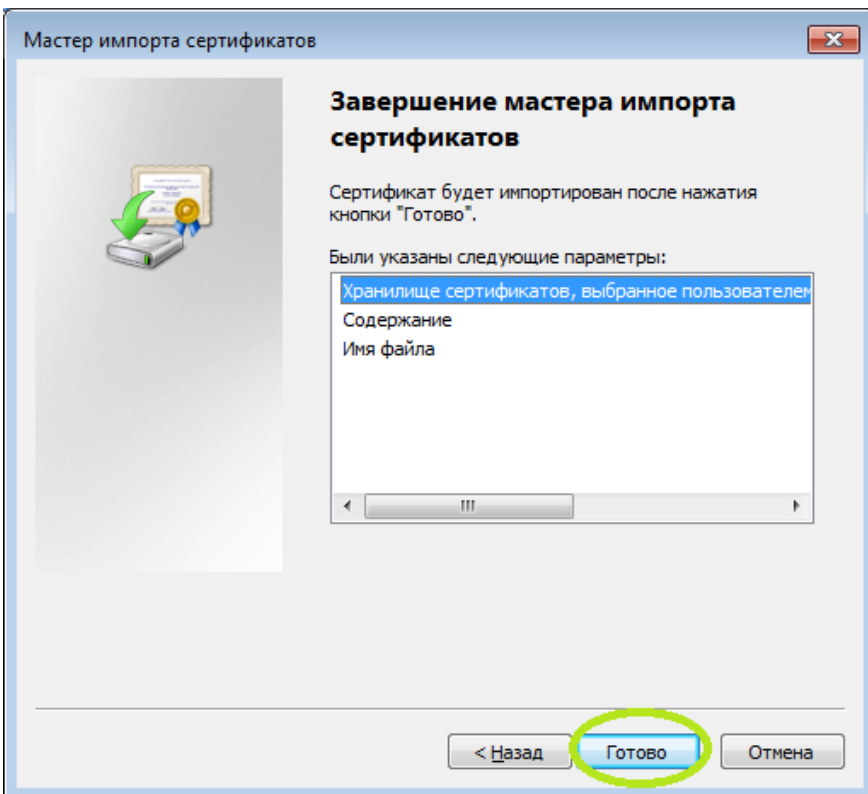 Мастер импорта сертификатов
Завершение мастера импорта
сертификатов
Сертификат будет импортирован после нажатия
кнопки "Готово".
Были указаны следующие параметры:
Хранилище сертификатов, выбранное пользователем
Содержание
Имя файла
< Назад
Готово
Отмена